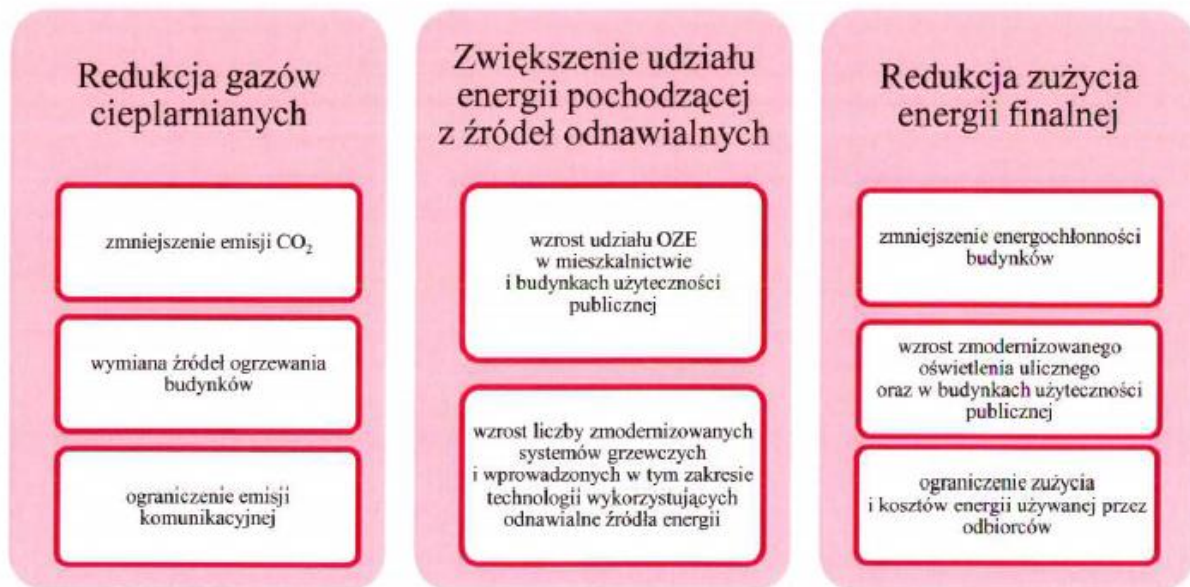 Redukcja gazów
cieplarnianych
zmniejszenie emisji CO₂
wymiana źródeł ogrzewania
budynków
ograniczenie emisji
komunikacyjnej
Zwiększenie udziału
energii pochodzącej
z źródeł odnawialnych
wzrost udziału OZE
w mieszkalnictwie
i budynkach użyteczności
publicznej
wzrost liczby zmodernizowanych
systemów grzewczych
i wprowadzonych w tym zakresie
technologii wykorzystujących
odnawialne źródła energii
Redukcja zużycia
energii finalnej
zmniejszenie energochłonności
budynków
wzrost zmodernizowanego
oświetlenia ulicznego
oraz w budynkach użyteczności
publicznej
ograniczenie zużycia
i kosztów energii używanej przez
odbiorców